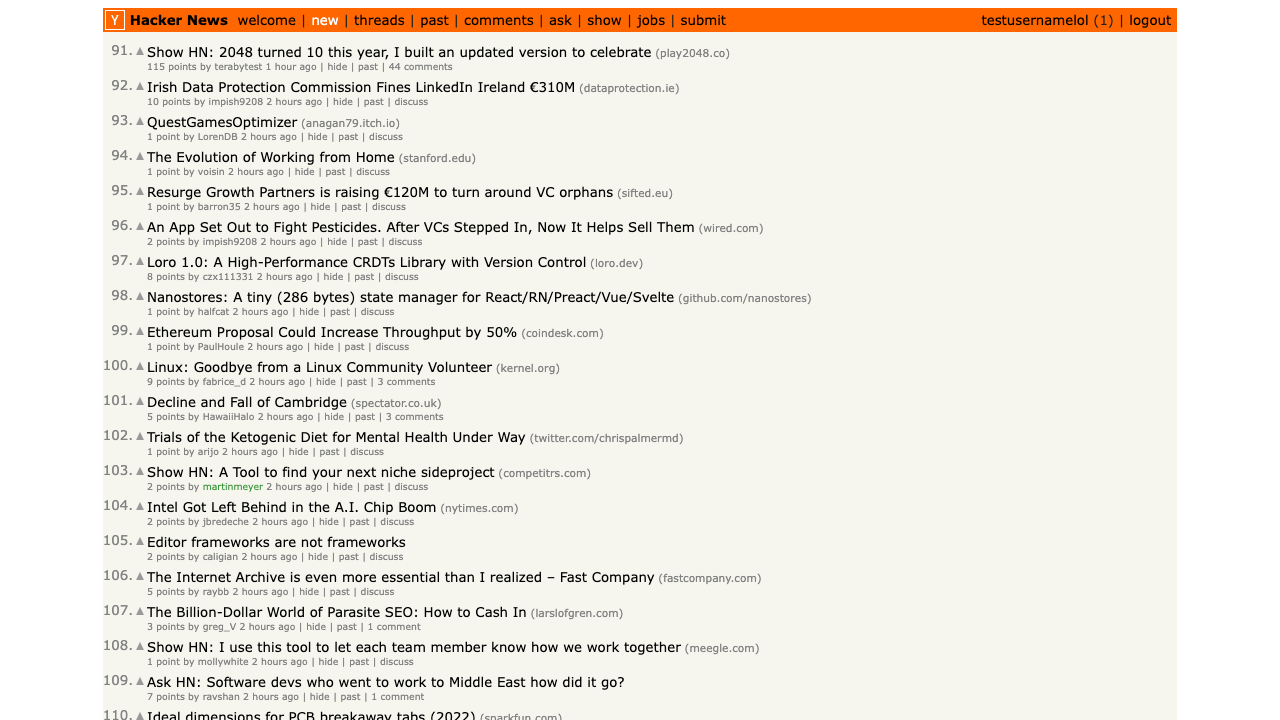 Y Hacker News welcome | new | threads | past | comments | ask | show | jobs | submit testusernamelol (1) | logout
91. Show HN: 2048 turned 10 this year, I built an updated version to celebrate (play2048.co)
115 points by terabytest 1 hour ago | hide | past | 44 comments
92. Irish Data Protection Commission Fines LinkedIn Ireland €310M (dataprotection.ie)
10 points by impish9208 2 hours ago | hide | past | discuss
93. QuestGamesOptimizer (anagan79.itch.io)
1 point by LorenDB 2 hours ago | hide | past | discuss
94. The Evolution of Working from Home (stanford.edu)
1 point by voisin 2 hours ago | hide | past | discuss
95. Resurge Growth Partners is raising €120M to turn around VC orphans (sifted.eu)
1 point by barron35 2 hours ago | hide | past | discuss
96. An App Set Out to Fight Pesticides. After VCs Stepped In, Now It Helps Sell Them (wired.com)
2 points by impish9208 2 hours ago | hide | past | discuss
97. Loro 1.0: A High-Performance CRDTs Library with Version Control (loro.dev)
8 points by czx111331 2 hours ago | hide | past | discuss
98. Nanostores: A tiny (286 bytes) state manager for React/RN/Preact/Vue/Svelte (github.com/nanostores)
1 point by halfcat 2 hours ago | hide | past | discuss
99. Ethereum Proposal Could Increase Throughput by 50% (coindesk.com)
1 point by PaulHoule 2 hours ago | hide | past | discuss
100. Linux: Goodbye from a Linux Community Volunteer (kernel.org)
9 points by fabrice_d 2 hours ago | hide | past | 3 comments
101. Decline and Fall of Cambridge (spectator.co.uk)
5 points by HawaiiHalo 2 hours ago | hide | past | 3 comments
102. Trials of the Ketogenic Diet for Mental Health Under Way (twitter.com/chrispalmermd)
1 point by arijo 2 hours ago | hide | past | discuss
103. Show HN: A Tool to find your next niche sideproject (competitrs.com)
2 points by martinmeyer 2 hours ago | hide | past | discuss
104. Intel Got Left Behind in the A.I. Chip Boom (nytimes.com)
2 points by jbredeche 2 hours ago | hide | past | discuss
105. Editor frameworks are not frameworks
2 points by caligian 2 hours ago | hide | past | discuss
106. The Internet Archive is even more essential than I realized – Fast Company (fastcompany.com)
5 points by raybb 2 hours ago | hide | past | discuss
107. The Billion-Dollar World of Parasite SEO: How to Cash In (larslofgren.com)
3 points by greg_V 2 hours ago | hide | past | 1 comment
108. Show HN: I use this tool to let each team member know how we work together (meegle.com)
1 point by mollywhite 2 hours ago | hide | past | discuss
109. Ask HN: Software devs who went to work to Middle East how did it go?
7 points by ravshan 2 hours ago | hide | past | 1 comment
110. Ideal dimensions for PCB breakaway tabs (2022) (sparkfun.com)